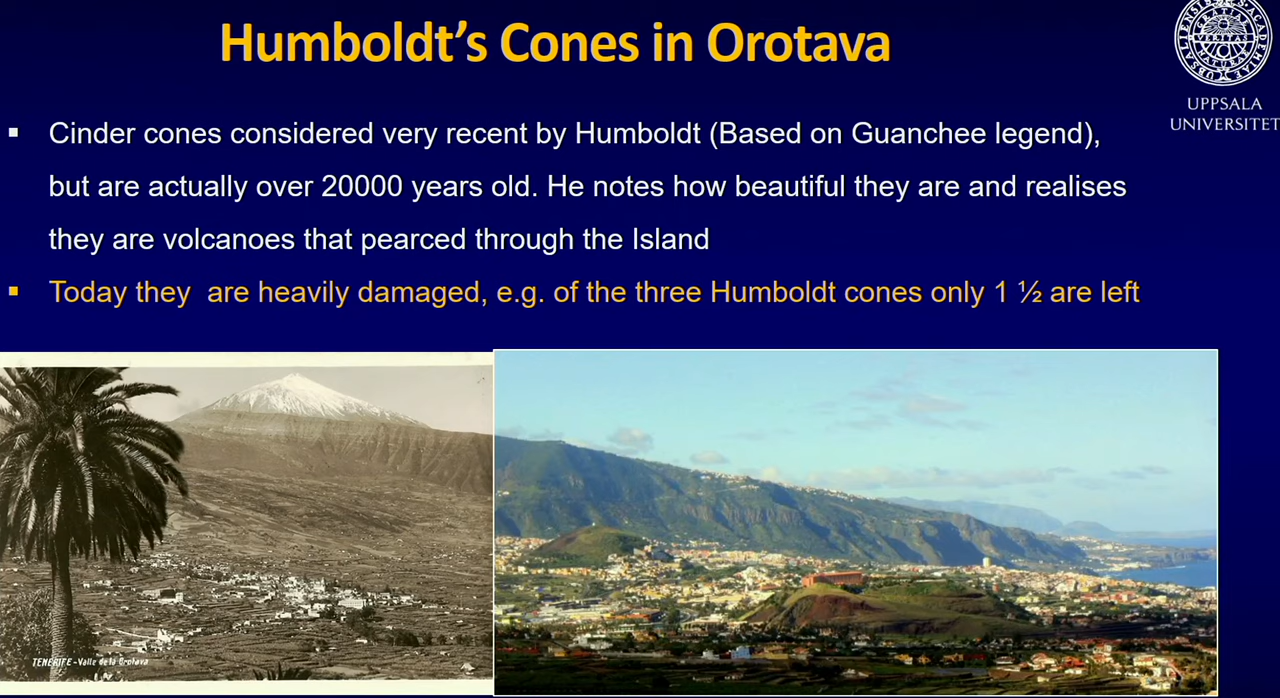 Humboldt's Cones in Orotava
UPPSALA
UNIVERSITET
▪ Cinder cones considered very recent by Humboldt (Based on Guanchee legend),
but are actually over 20000 years old. He notes how beautiful they are and realises
they are volcanoes that pearced through the Island
▪ Today they are heavily damaged, e.g. of the three Humboldt cones only 1 ½ are left
TENERIFE-Valle de la Orotava